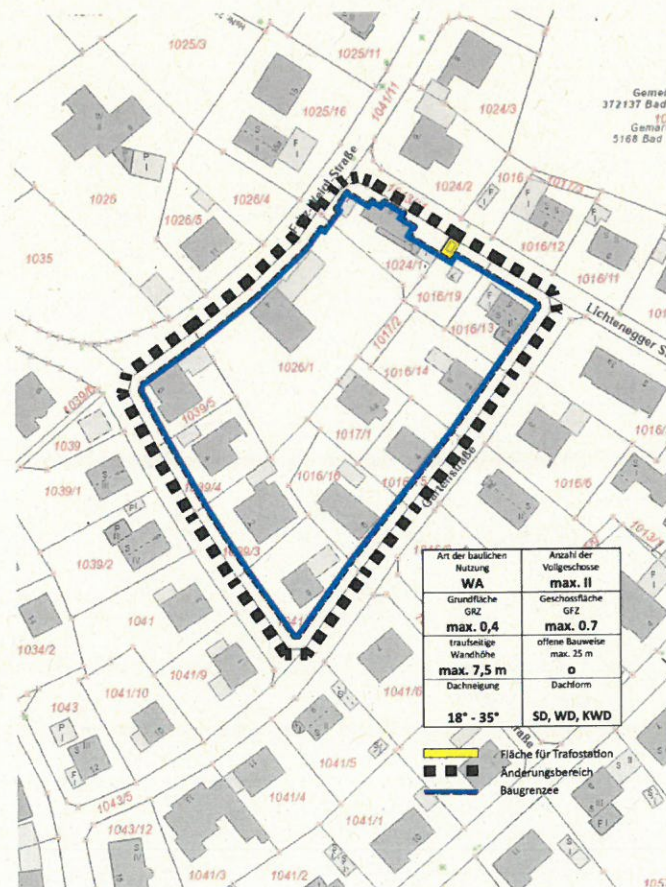 1025/3
1025/11
1025/16
1041/11
1024/3
372137 Bad
5168 Bad
1026
1026/4
1026/5
1024/2
1016
1017/3
1016/12
1016/11
1035
1024/1
1016/19
1016/13
Lichtenegger S
1017/2
1026/1
1016/14
1039/6
1039/5
1017/1
1039
1016/16
Gartenstraße
1016/6
1039/1
1039/4
1013/1
1039/3
1039/2
1041
1034/2
1041/9
1041/10
1043
1041/6
1041/5
1043/5
1041/4
1043/12
1041/1
1041/3
1041/2
Art der baulichen
Nutzung
WA
Anzahl der
Vollgeschosse
max. II
Grundfläche
GRZ
max. 0,4
Geschossfläche
GFZ
max. 0.7
traufseitige
Wandhöhe
max. 7,5 m
offene Bauweise
max. 25 m
o
Dachneigung
18° - 35°
Dachform
SD, WD, KWD
Fläche für Trafostation
Änderungsbereich
Baugrenzee